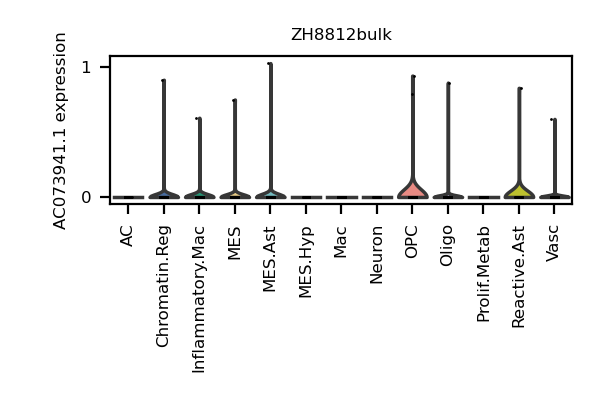 ZH8812bulk
AC073941.1 expression
1
0
AC
Chromatin.Reg
Inflammatory.Mac
MES
MES.Ast
MES.Hyp
Mac
Neuron
OPC
Oligo
Prolif.Metab
Reactive.Ast
Vasc